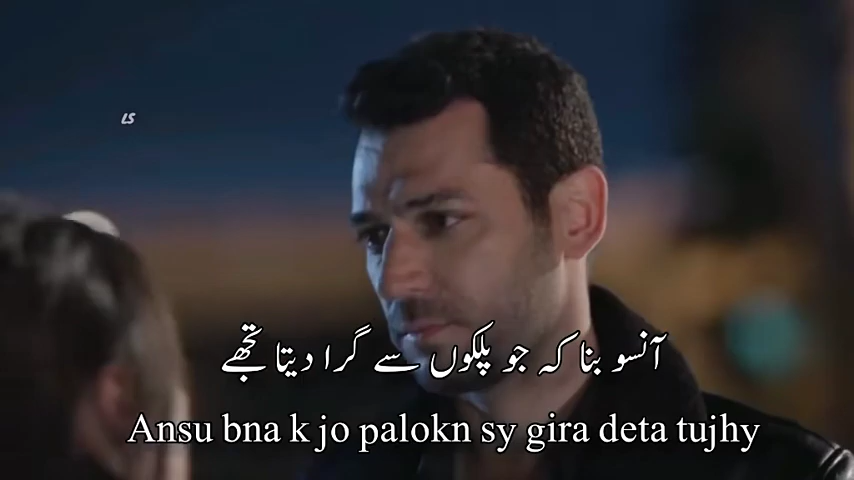 LS
آنسو بنا کہ جو پلکوں سے گرا دیتا تجھے
Ansu bna k jo palokn sy gira deta tujhy